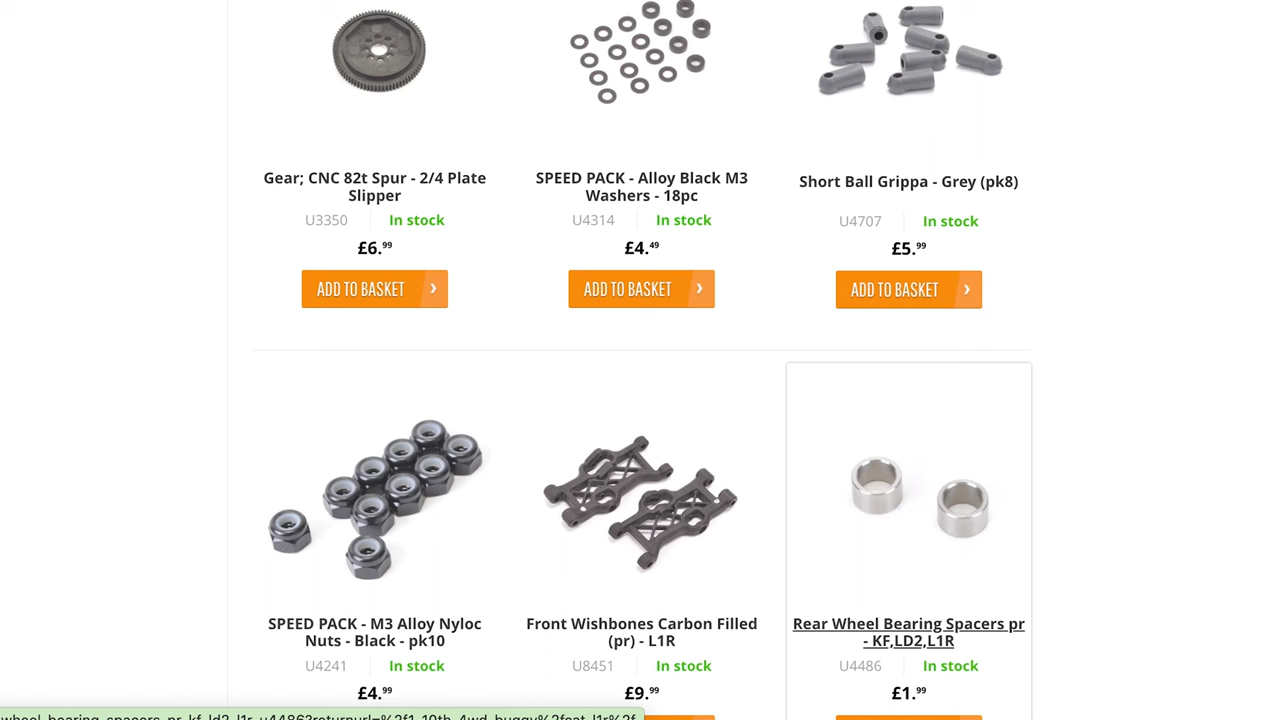 Gear; CNC 82t Spur - 2/4 Plate
Slipper
U3350 In stock
£6.99
ADD TO BASKET
SPEED PACK - Alloy Black M3
Washers - 18pc
U4314 In stock
£4.49
ADD TO BASKET
Short Ball Grippa - Grey (pk8)
U4707 In stock
£5.99
ADD TO BASKET
SPEED PACK - M3 Alloy Nyloc
Nuts - Black - pk10
U4241 In stock
£4.99
Front Wishbones Carbon Filled
(pr) - L1R
U8451 In stock
£9.99
Rear Wheel Bearing Spacers pr
- KF,LD2,L1R
U4486 In stock
£1.99